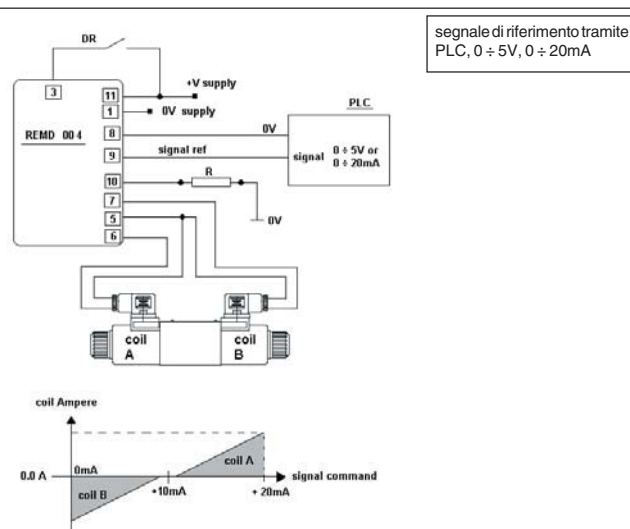 segnale di riferimento tramite
PLC, 0 ÷ 5V, 0 ÷ 20mA
DR
3
11
+V supply
1
0V supply
PLC
REMD 004
8
0V
9
signal ref
signal
0 ÷ 5V or
0 ÷ 20mA
10
R
7
5
0V
6
coil
A
coil
B
coil Ampere
0.0 A
0mA
coil A
signal command
coil B
+10mA
+ 20mA